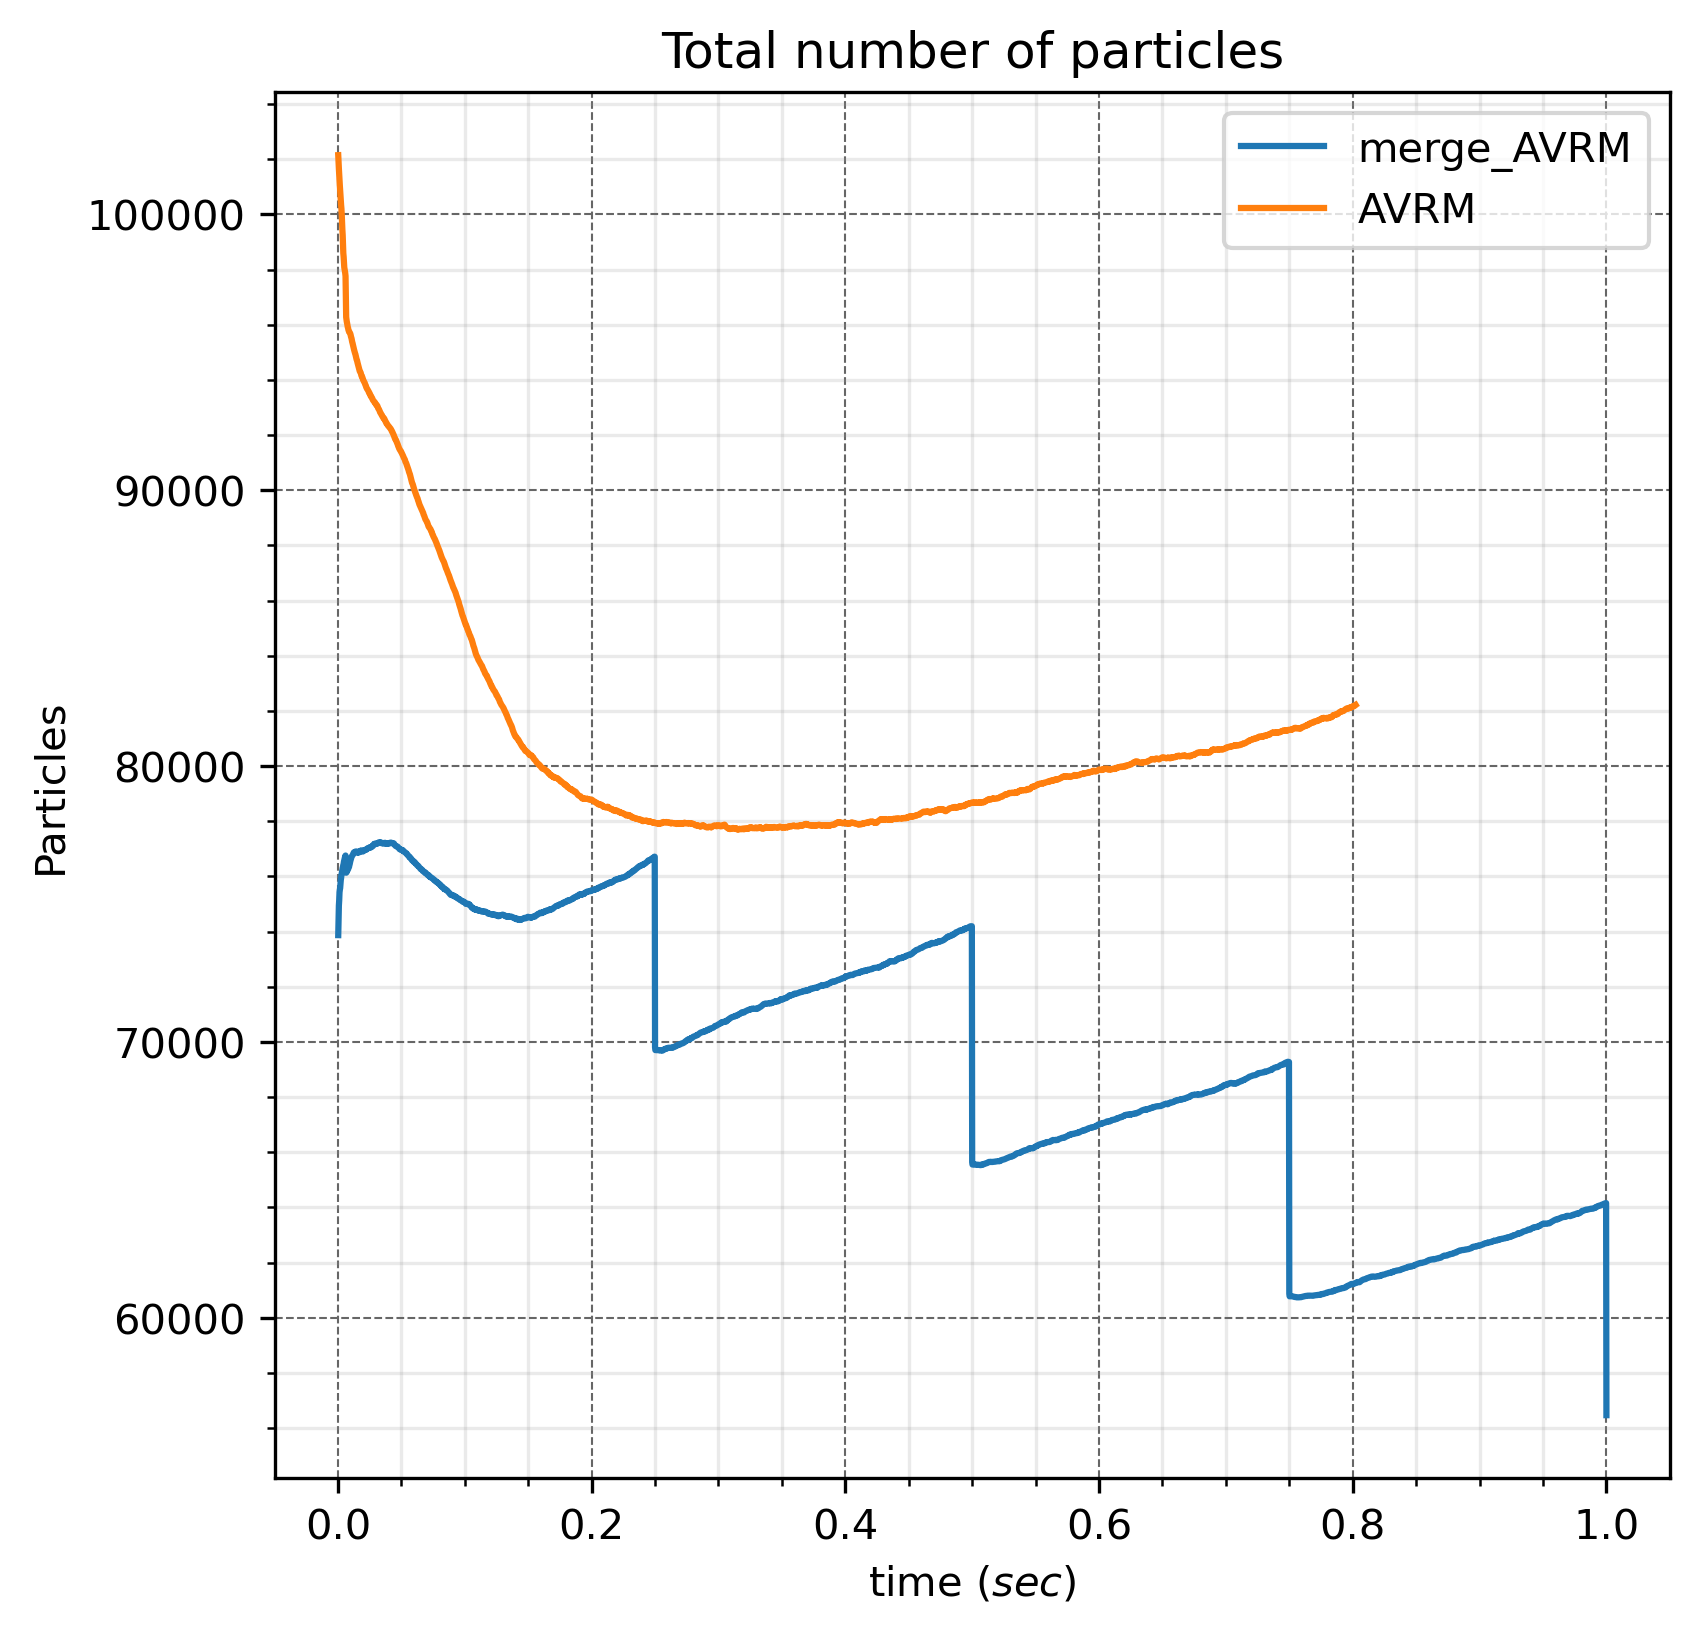 Total number of particles
merge_AVRM
AVRM
100000
90000
80000
70000
60000
Particles
0.0 0.2 0.4 0.6 0.8 1.0
time (sec)